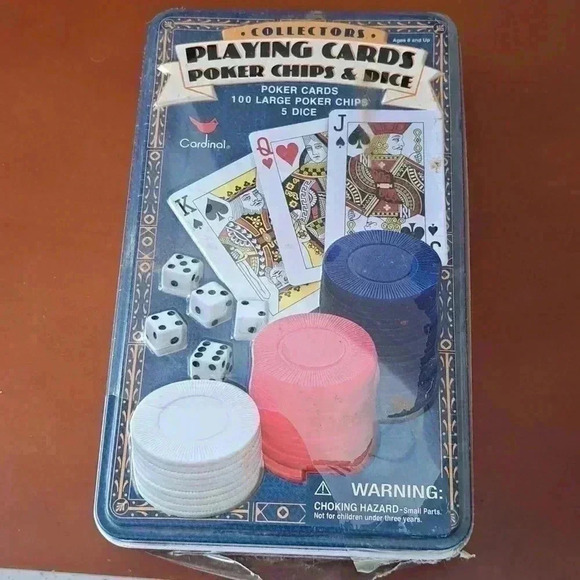 COLLECTORS
Ages 8 and Up
PLAYING CARDS
POKER CHIPS & DICE
POKER CARDS
100 LARGE POKER CHIPS
5 DICE
Cardinal®
K
Q
J
J
WARNING:
CHOKING HAZARD - Small Parts.
Not for children under three years.